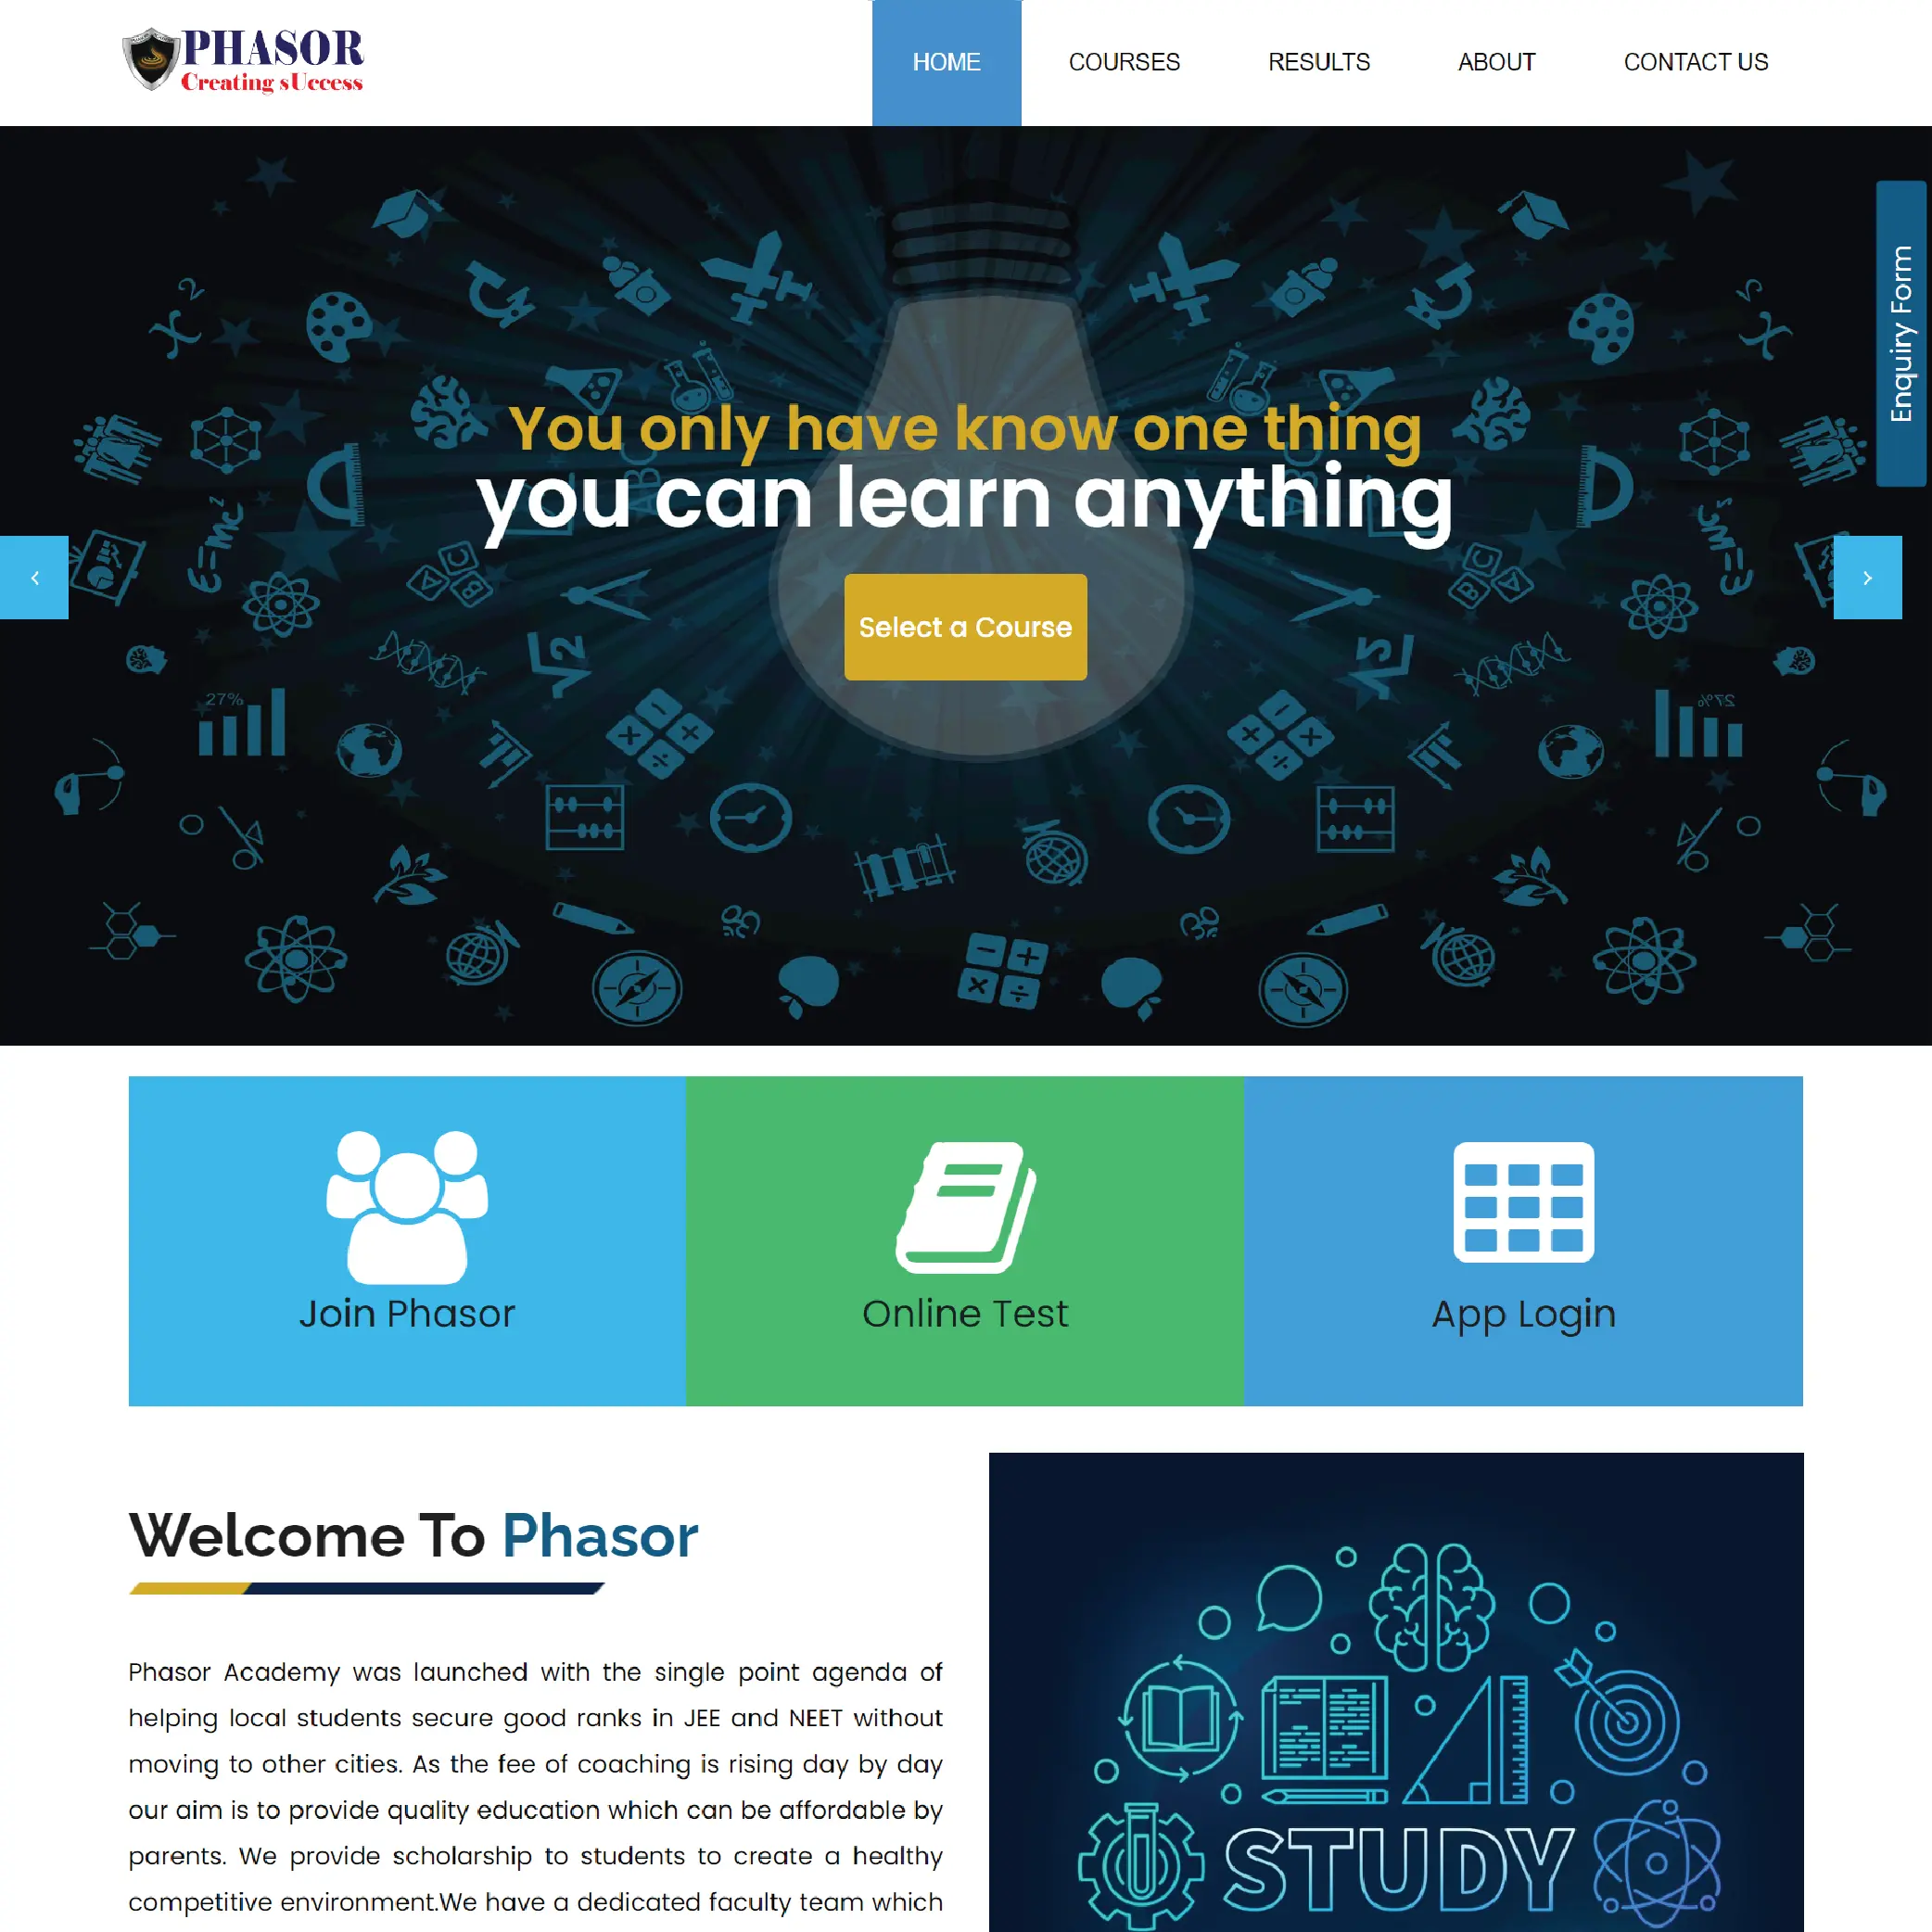 PHASOR
Creating sUccess
HOME
COURSES
RESULTS
ABOUT
CONTACT US
Enquiry Form
You only have know one thing
you can learn anything
Select a Course
27%
Join Phasor
Online Test
App Login
Welcome To Phasor
Phasor Academy was launched with the single point agenda of
helping local students secure good ranks in JEE and NEET without
moving to other cities. As the fee of coaching is rising day by day
our aim is to provide quality education which can be affordable by
parents. We provide scholarship to students to create a healthy
competitive environment.We have a dedicated faculty team which
STUDY